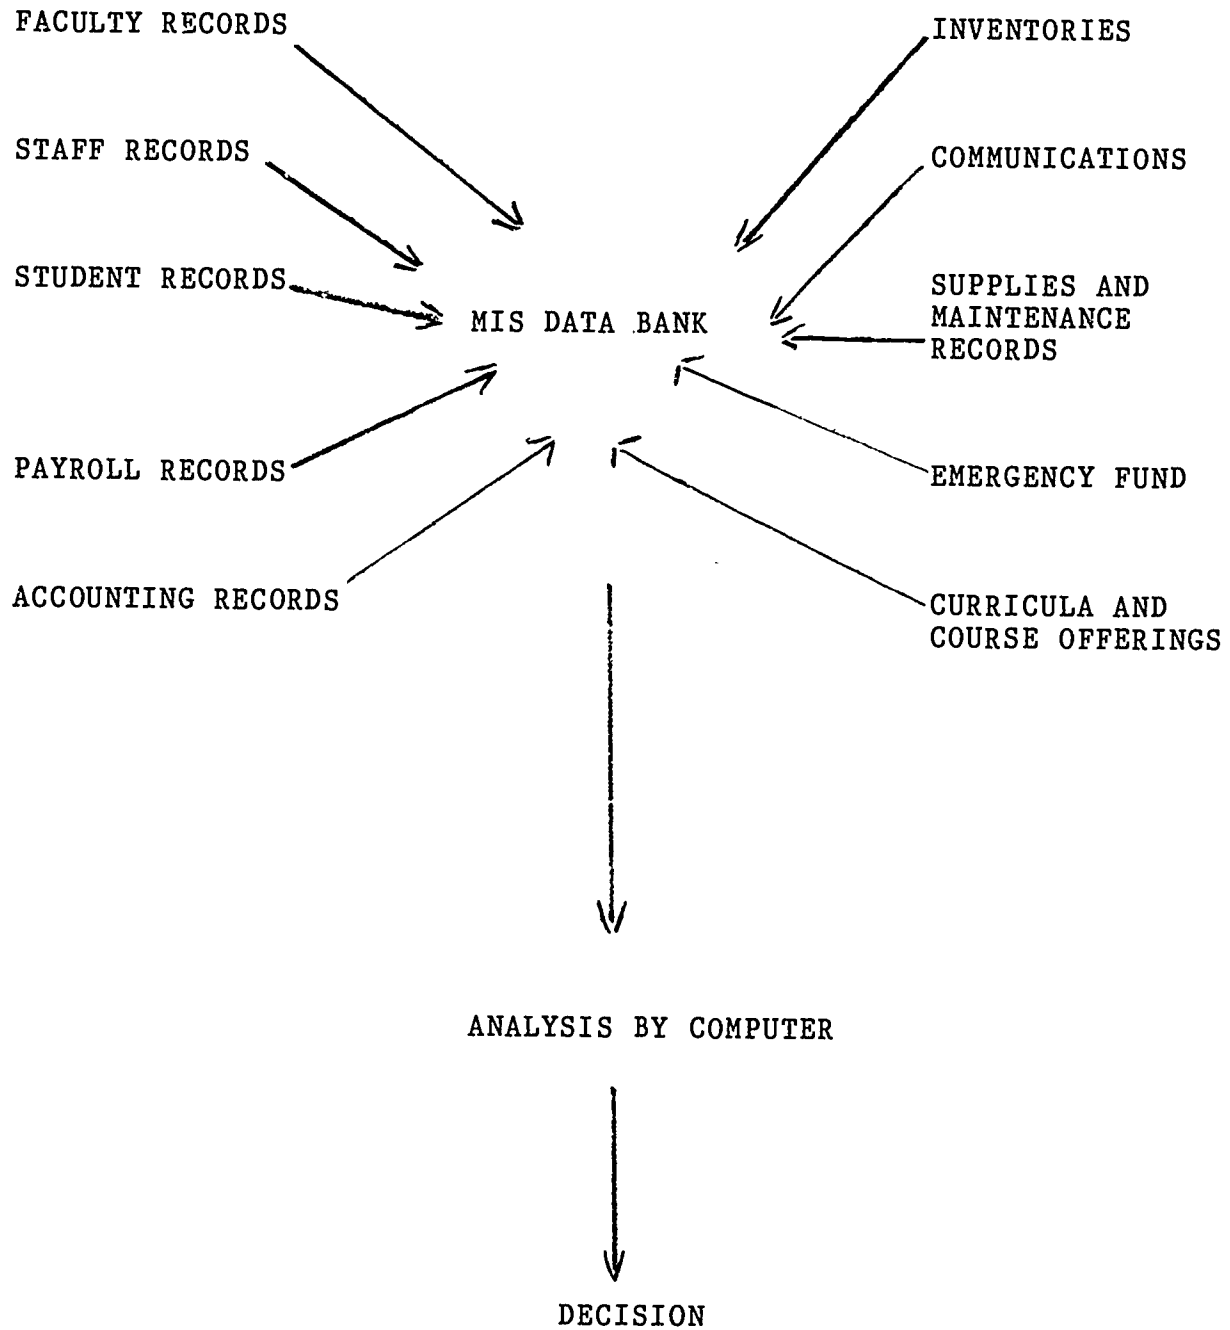 FACULTY RECORDS
STAFF RECORDS
STUDENT RECORDS
PAYROLL RECORDS
ACCOUNTING RECORDS
MIS DATA BANK
INVENTORIES
COMMUNICATIONS
SUPPLIES AND
MAINTENANCE
RECORDS
EMERGENCY FUND
CURRICULA AND
COURSE OFFERINGS
ANALYSIS BY COMPUTER
DECISION